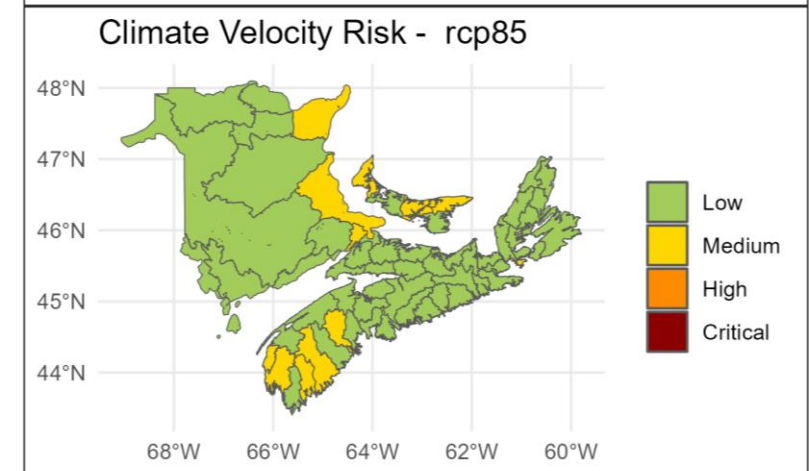 Climate Velocity Risk -  rcp85
48°N
47°N
46°N
45°N
44°N
68°W
66°W
64°W
62°W
60°W
Low
Medium
High
Critical